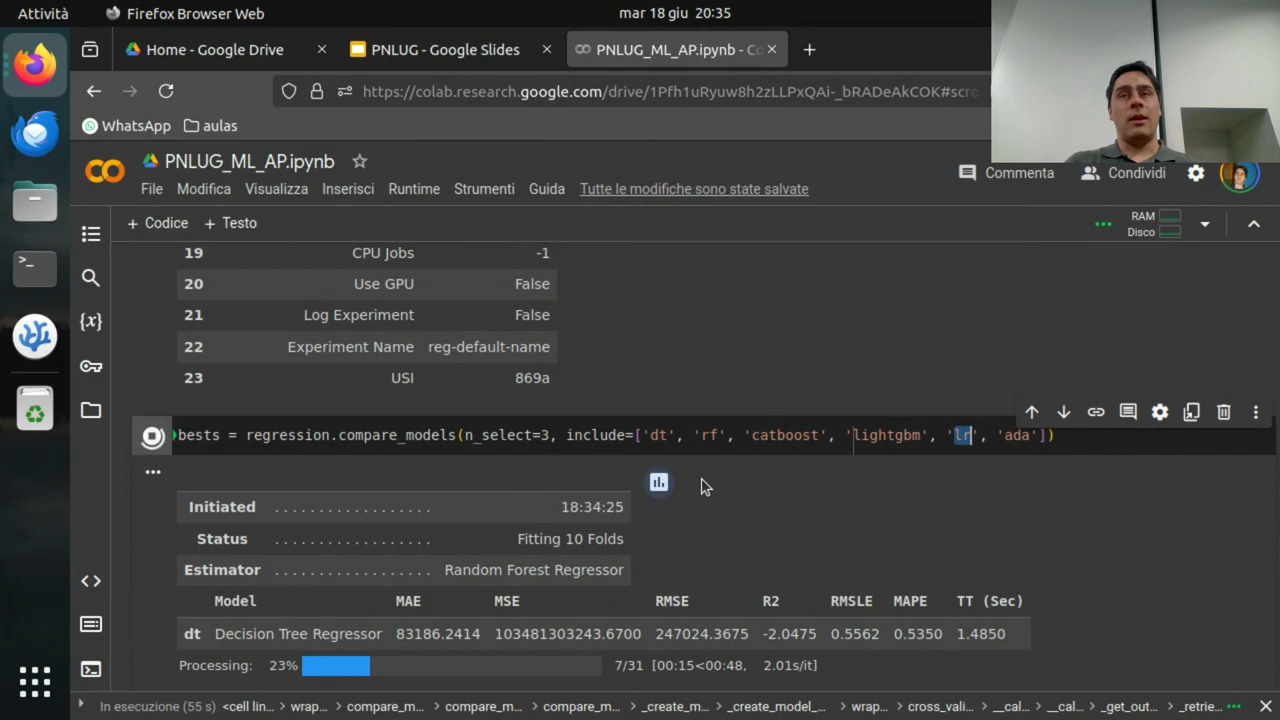 Attività
Firefox Browser Web
mar 18 giu 20:35
Home - Google Drive
PNLUG - Google Slides
PNLUG_ML_AP.ipynb - Co
https://colab.research.google.com/drive/1Pfh1uRyuw8h2zLLPxQAi-_bRADeAkCOK#scro
WhatsApp
aulas
PNLUG_ML_AP.ipynb
File Modifica Visualizza Inserisci Runtime Strumenti Guida Tutte le modifiche sono state salvate
Commenta
Condividi
+ Codice + Testo
RAM
Disco
19 CPU Jobs -1
20 Use GPU False
21 Log Experiment False
22 Experiment Name reg-default-name
23 USI 869a
bests = regression.compare_models(n_select=3, include=['dt', 'rf', 'catboost', 'lightgbm', 'lr', 'ada'])
Initiated . . . . . . . . . . . . . . . . . . 18:34:25
Status . . . . . . . . . . . . . . . . . . Fitting 10 Folds
Estimator . . . . . . . . . . . . . . . . . . Random Forest Regressor
Model MAE MSE RMSE R2 RMSLE MAPE TT (Sec)
dt Decision Tree Regressor 83186.2414 103481303243.6700 247024.3675 -2.0475 0.5562 0.5350 1.4850
Processing: 23% 7/31 [00:15<00:48, 2.01s/it]
In esecuzione (55 s) <cell lin... wrap... compare_m... compare_m... compare_m... _create_mo... _create_model_... wrap... cross_vali... __cal... __cal... _get_out... _retrie...